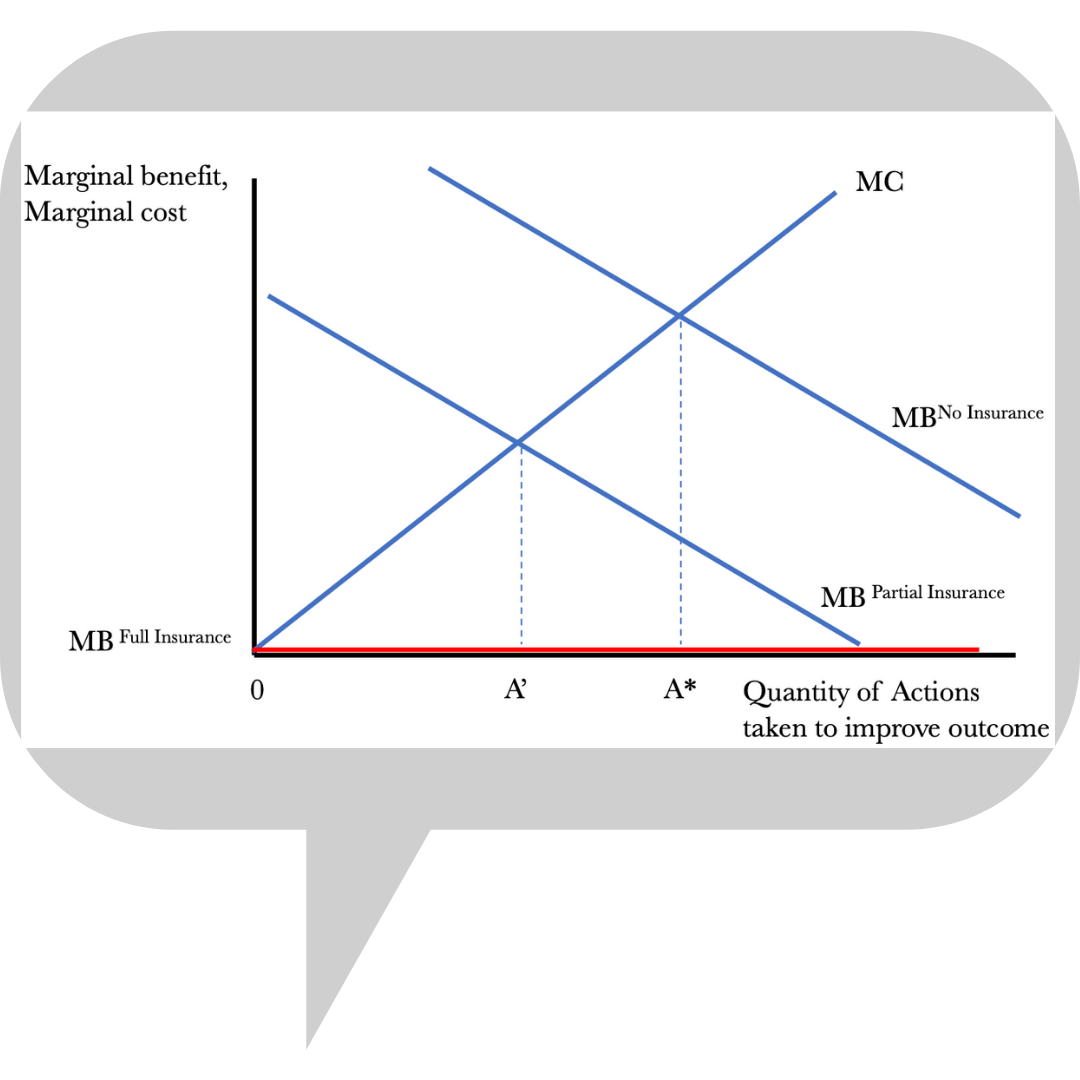 Marginal benefit,
Marginal cost
MC
MB^No Insurance
MB ^Partial Insurance
MB ^Full Insurance
0
A’
A*
Quantity of Actions
taken to improve outcome